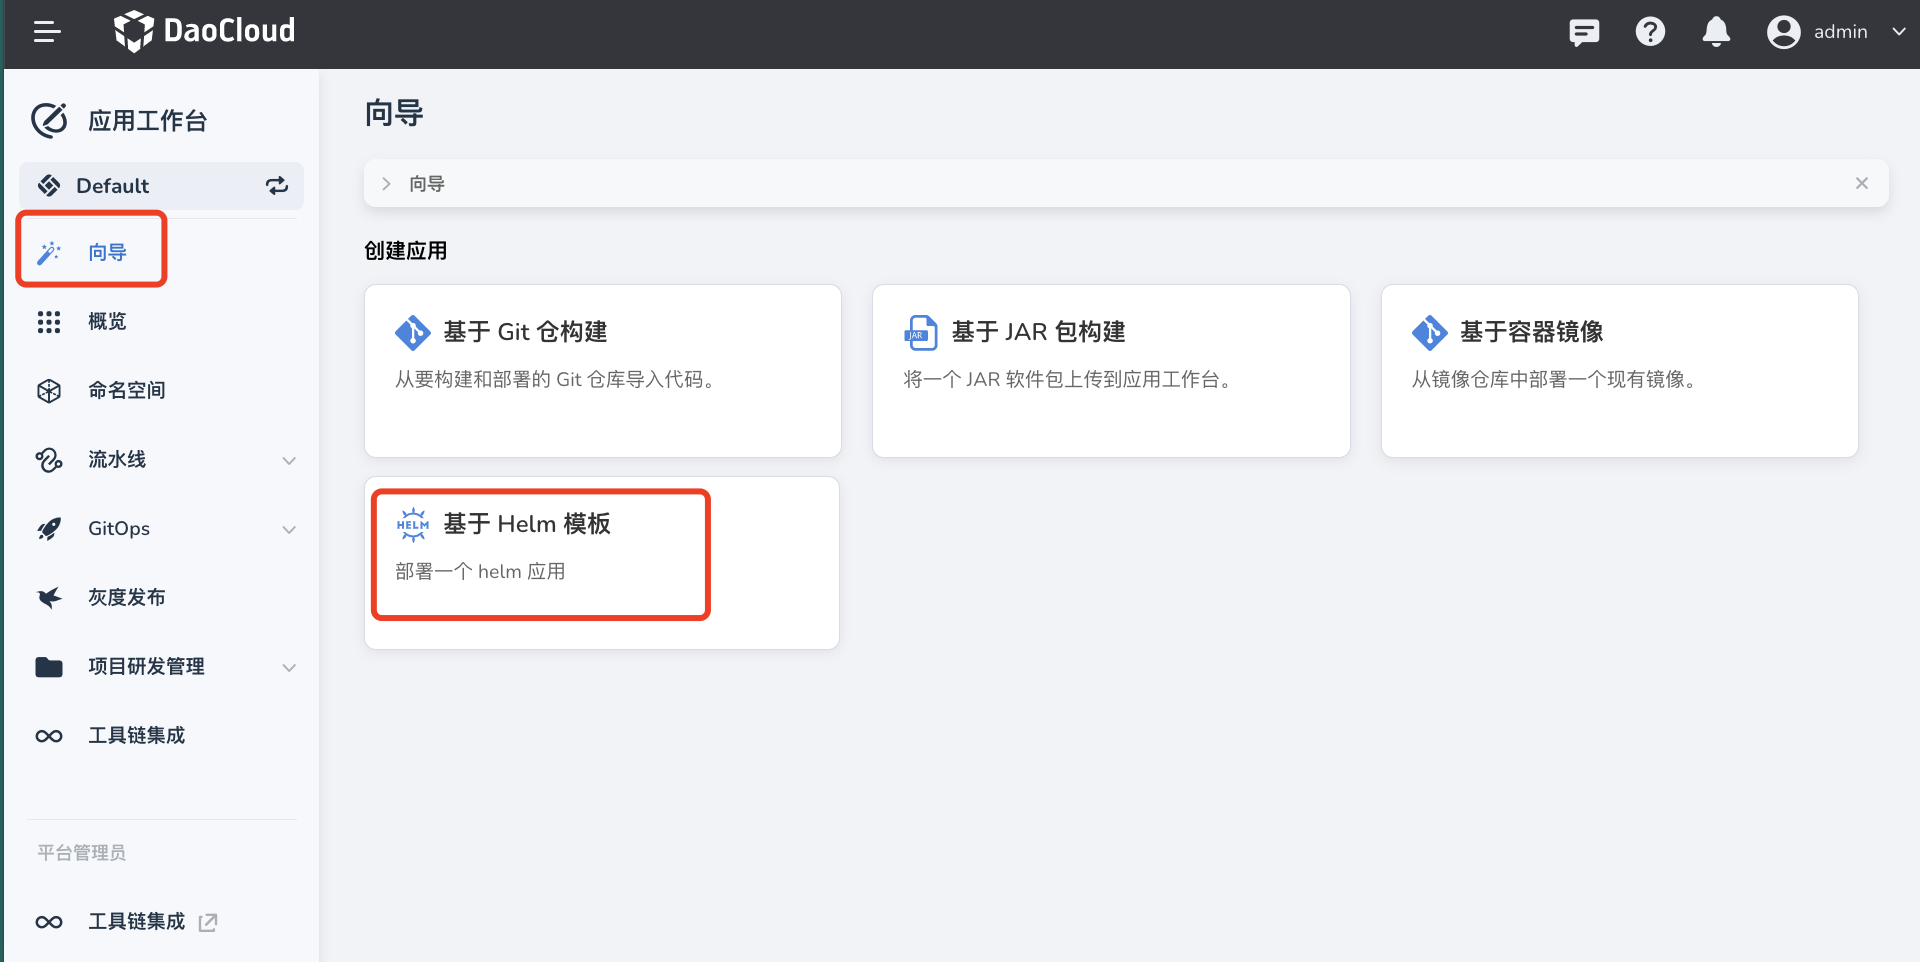 DaoCloud
admin
应用工作台
Default
向导
概览
命名空间
流水线
GitOps
灰度发布
项目研发管理
工具链集成
平台管理员
工具链集成
向导
向导
创建应用
基于 Git 仓构建
从要构建和部署的 Git 仓库导入代码。
JAR
基于 JAR 包构建
将一个 JAR 软件包上传到应用工作台。
基于容器镜像
从镜像仓库中部署一个现有镜像。
HELM
基于 Helm 模板
部署一个 helm 应用